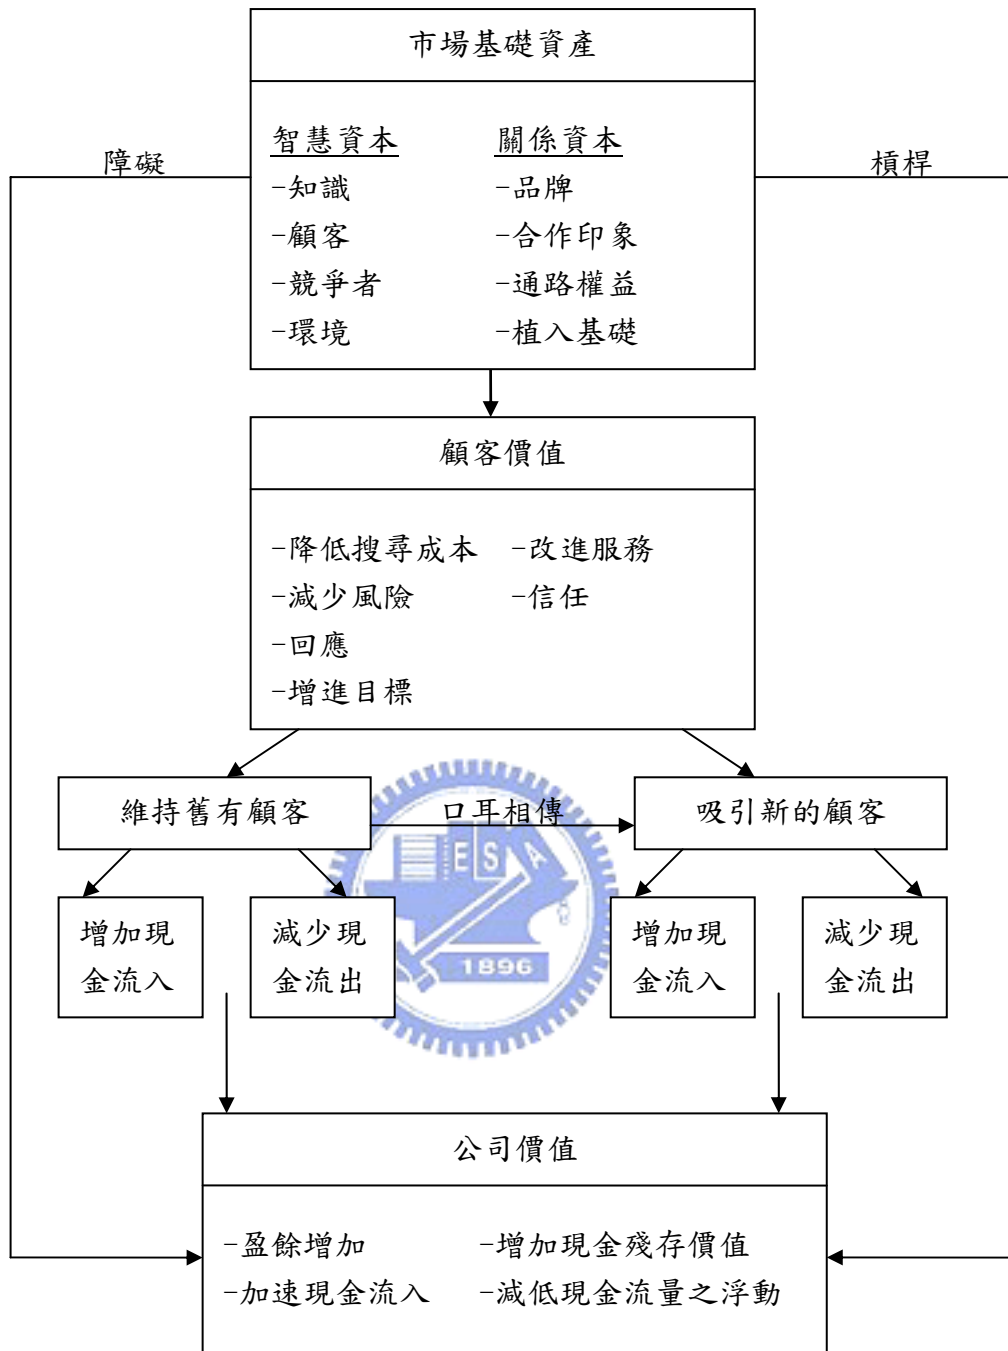 市場基礎資產
智慧資本 關係資本
障礙 槓桿
-知識 -品牌
-顧客 -合作印象
-競爭者 -通路權益
-環境 -植入基礎
顧客價值
-降低搜尋成本 -改進服務
-減少風險 -信任
-回應
-增進目標
維持舊有顧客 口耳相傳 吸引新的顧客
ESA
增加現 減少現 增加現 減少現
金流入 金流出 金流入 金流出
1896
公司價值
-盈餘增加 -增加現金殘存價值
-加速現金流入 -減低現金流量之浮動